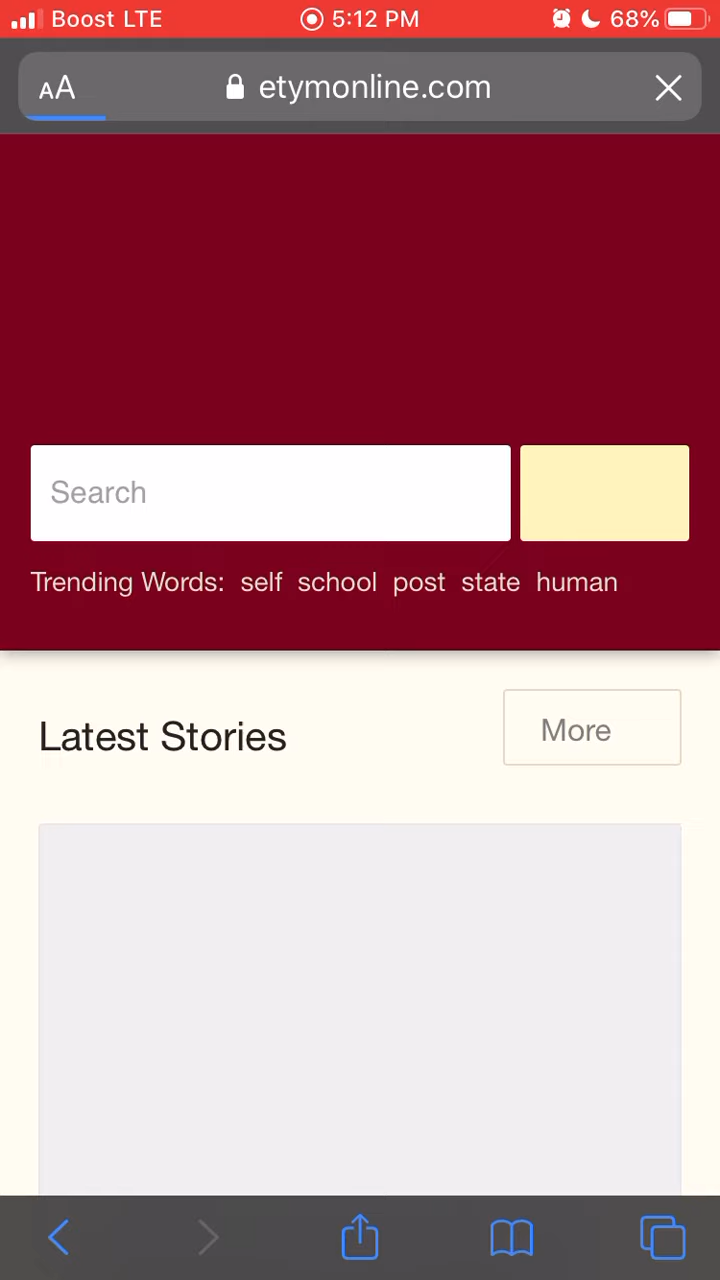 Boost LTE 5:12 PM 68%
AA etymonline.com
Search
Trending Words: self school post state human
Latest Stories More